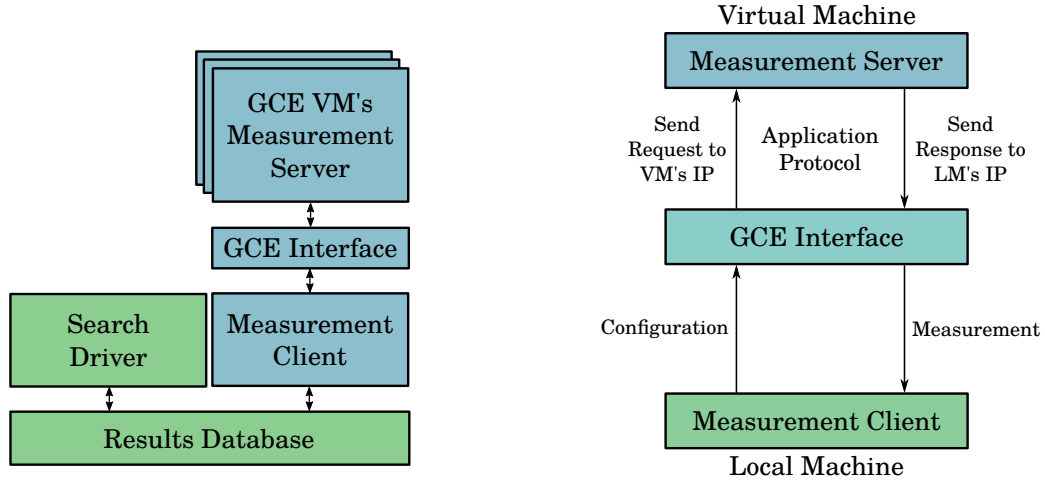 GCE VM's
Measurement
Server
GCE Interface
Search
Driver
Measurement
Client
Results Database
Virtual Machine
Measurement Server
Send
Request to
VM's IP
Application
Protocol
Send
Response to
LM's IP
GCE Interface
Configuration
Measurement
Measurement Client
Local Machine